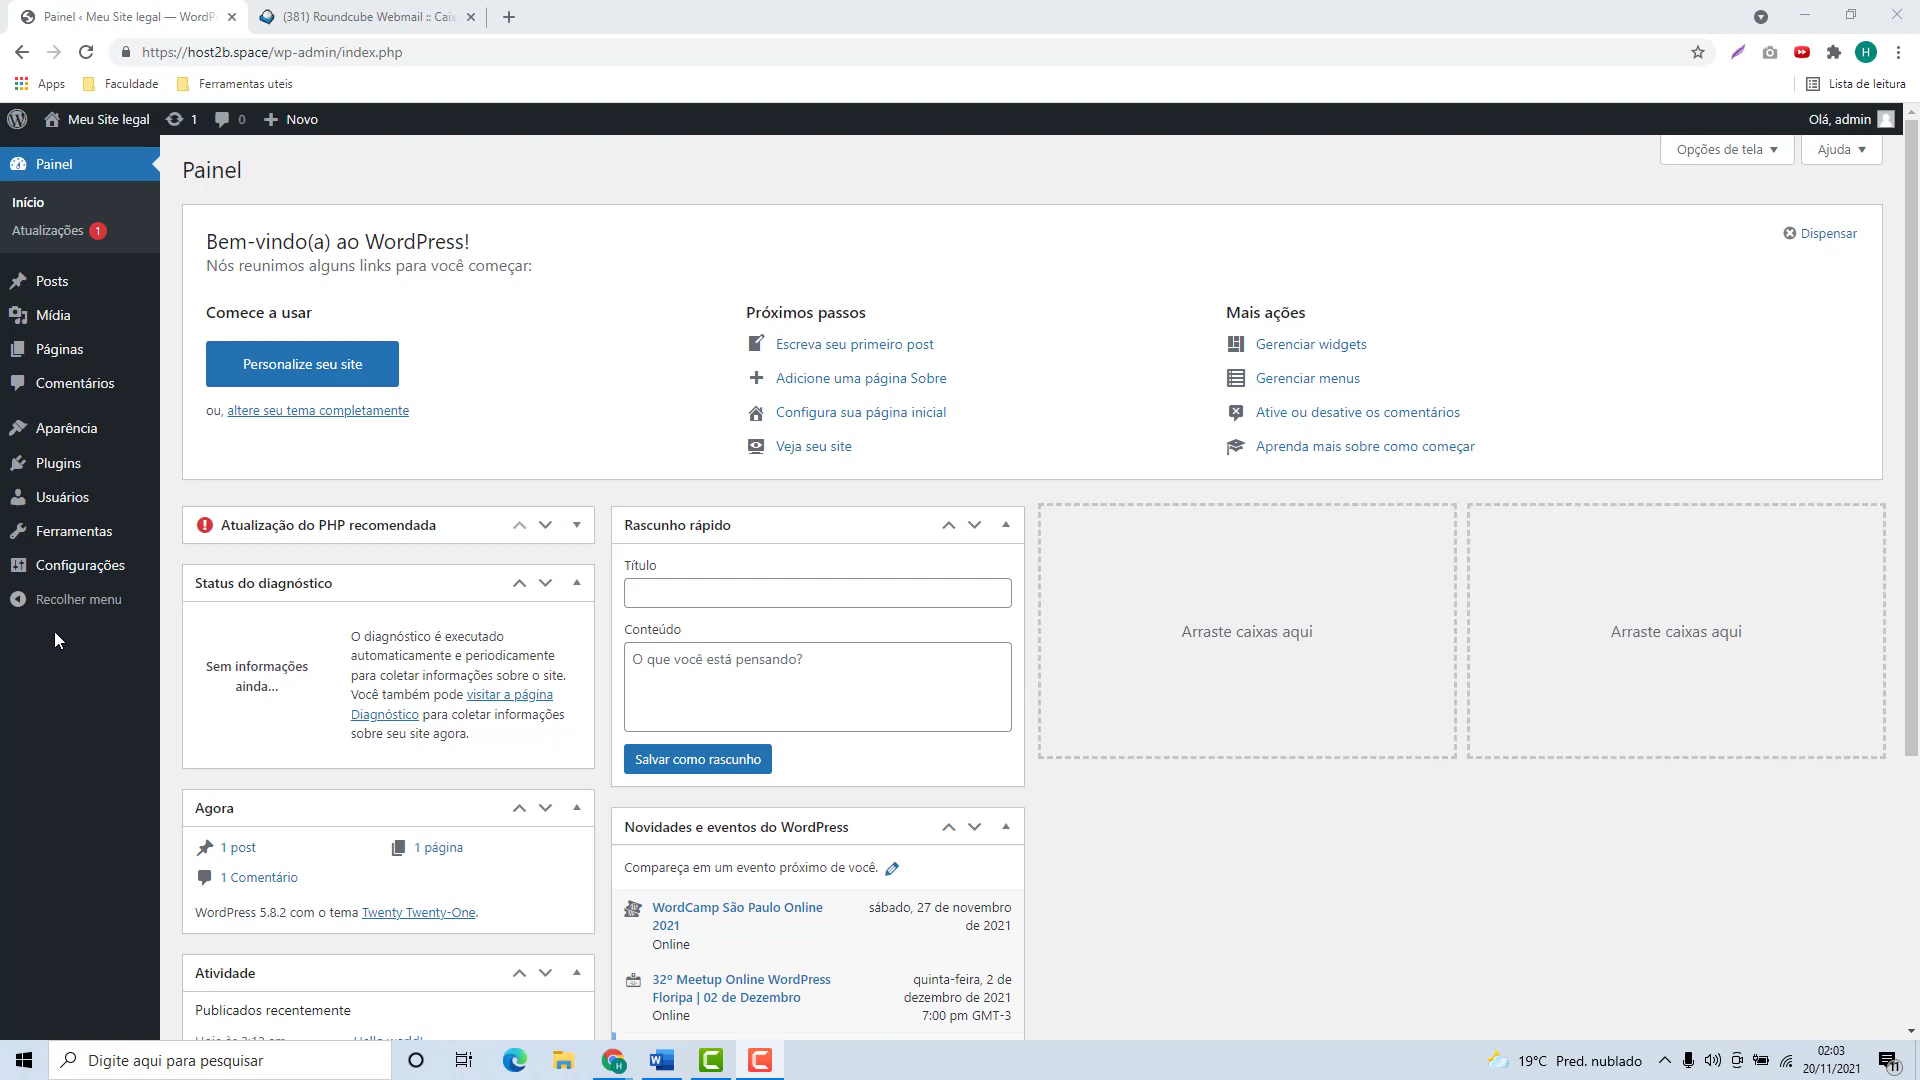 Painel ‹ Meu Site legal — WordP
(381) Roundcube Webmail :: Caix
https://host2b.space/wp-admin/index.php
H
Apps
Faculdade
Ferramentas uteis
Lista de leitura
Meu Site legal
1
0
Novo
Olá, admin
Painel
Início
Atualizações 1
Posts
Mídia
Páginas
Comentários
Aparência
Plugins
Usuários
Ferramentas
Configurações
Recolher menu
Painel
Opções de tela
Ajuda
Bem-vindo(a) ao WordPress!
Nós reunimos alguns links para você começar:
Dispensar
Comece a usar
Personalize seu site
ou, altere seu tema completamente
Próximos passos
Escreva seu primeiro post
Adicione uma página Sobre
Configura sua página inicial
Veja seu site
Mais ações
Gerenciar widgets
Gerenciar menus
Ative ou desative os comentários
Aprenda mais sobre como começar
Atualização do PHP recomendada
Status do diagnóstico
Sem informações
ainda...
O diagnóstico é executado
automaticamente e periodicamente
para coletar informações sobre o site.
Você também pode visitar a página
Diagnóstico para coletar informações
sobre seu site agora.
Agora
1 post
1 página
1 Comentário
WordPress 5.8.2 com o tema Twenty Twenty-One.
Atividade
Publicados recentemente
Rascunho rápido
Título
Conteúdo
O que você está pensando?
Salvar como rascunho
Novidades e eventos do WordPress
Compareça em um evento próximo de você.
WordCamp São Paulo Online
2021
Online
sábado, 27 de novembro
de 2021
32º Meetup Online WordPress
Floripa | 02 de Dezembro
Online
quinta-feira, 2 de
dezembro de 2021
7:00 pm GMT-3
Arraste caixas aqui
Arraste caixas aqui
Digite aqui para pesquisar
19°C Pred. nublado
02:03
20/11/2021
11